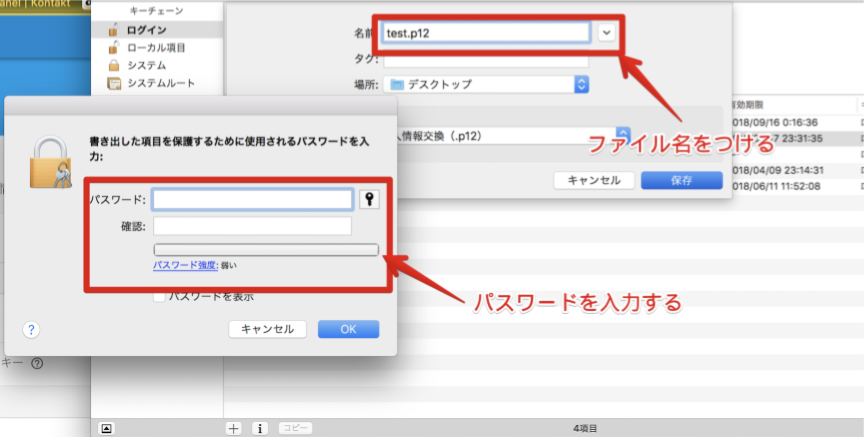 anel | Kontakt
キーチェーン
ログイン
ローカル項目
システム
システムルート
名前
test.p12
タグ:
場所:
デスクトップ
人情報交換 (.p12)
ファイル名をつける
キャンセル
保存
有効期限
018/09/16 0:16:36
7 23:31:35
018/04/09 23:14:31
018/06/11 11:52:08
書き出した項目を保護するために使用されるパスワードを入
力:
パスワード:
確認:
パスワード強度: 弱い
パスワードを表示
パスワードを入力する
?
キャンセル
OK
キー ?
+
i
コピー
4項目